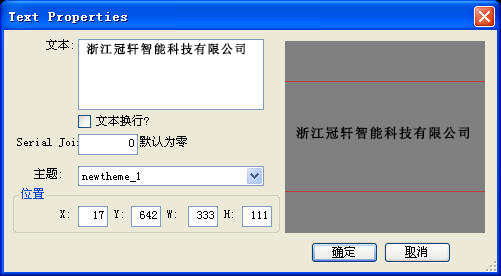 Text Properties
文本:
浙江冠轩智能科技有限公司
文本换行?
Serial Joi 0 默认为零
主题: newtheme_1
位置
X: 17 Y: 642 W: 333 H: 111
浙江冠轩智能科技有限公司
确定 取消